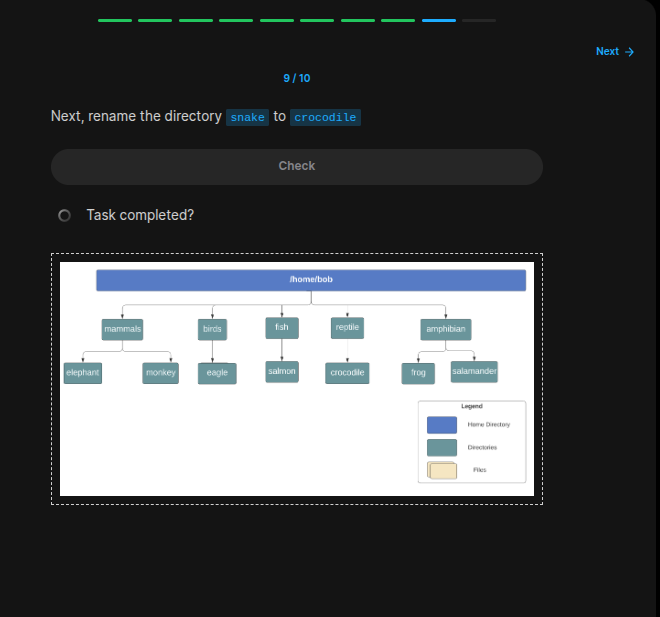 Next →
9 / 10
Next, rename the directory snake to crocodile
Check
Task completed?
/home/bob
mammals birds fish reptile amphibian
elephant monkey eagle salmon crocodile frog salamander
Legend
Home Directory
Directories
Files